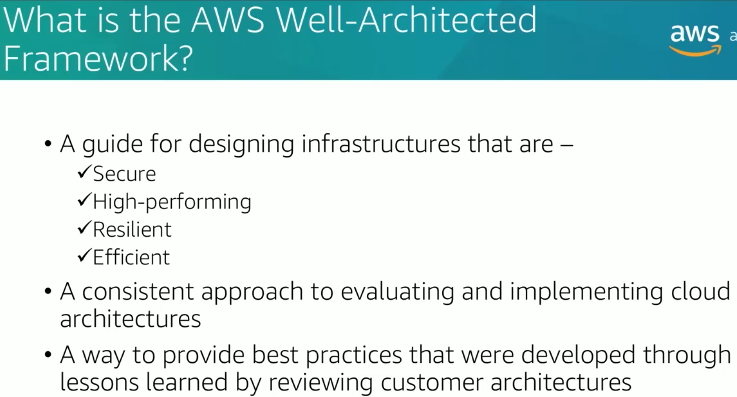 What is the AWS Well-Architected
Framework?
aws
a
• A guide for designing infrastructures that are –
✓Secure
✓High-performing
✓Resilient
✓Efficient
• A consistent approach to evaluating and implementing cloud
architectures
• A way to provide best practices that were developed through
lessons learned by reviewing customer architectures